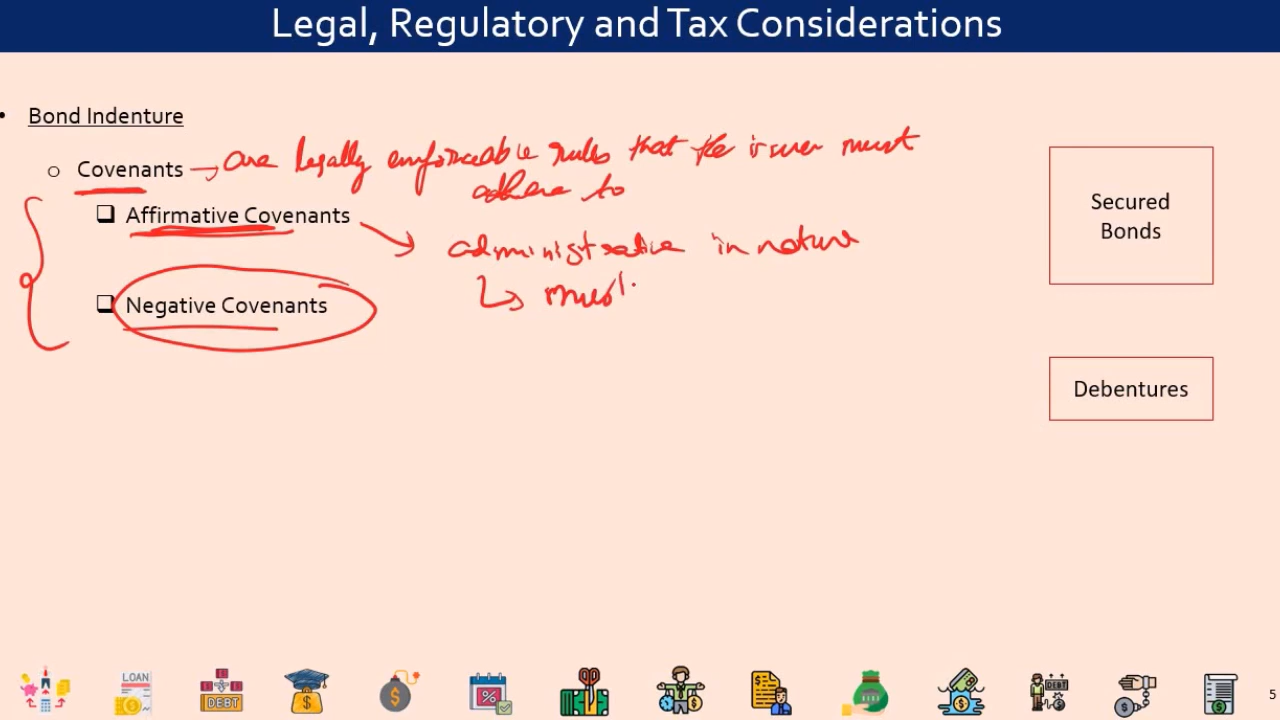 Legal, Regulatory and Tax Considerations
• Bond Indenture
o Covenants → are legally enforceable rules that the issuer must
adhere to
Affirmative Covenants
administrative in nature
↳ must
Negative Covenants
Secured
Bonds
Debentures
LOAN
DEBT
DEBT
5